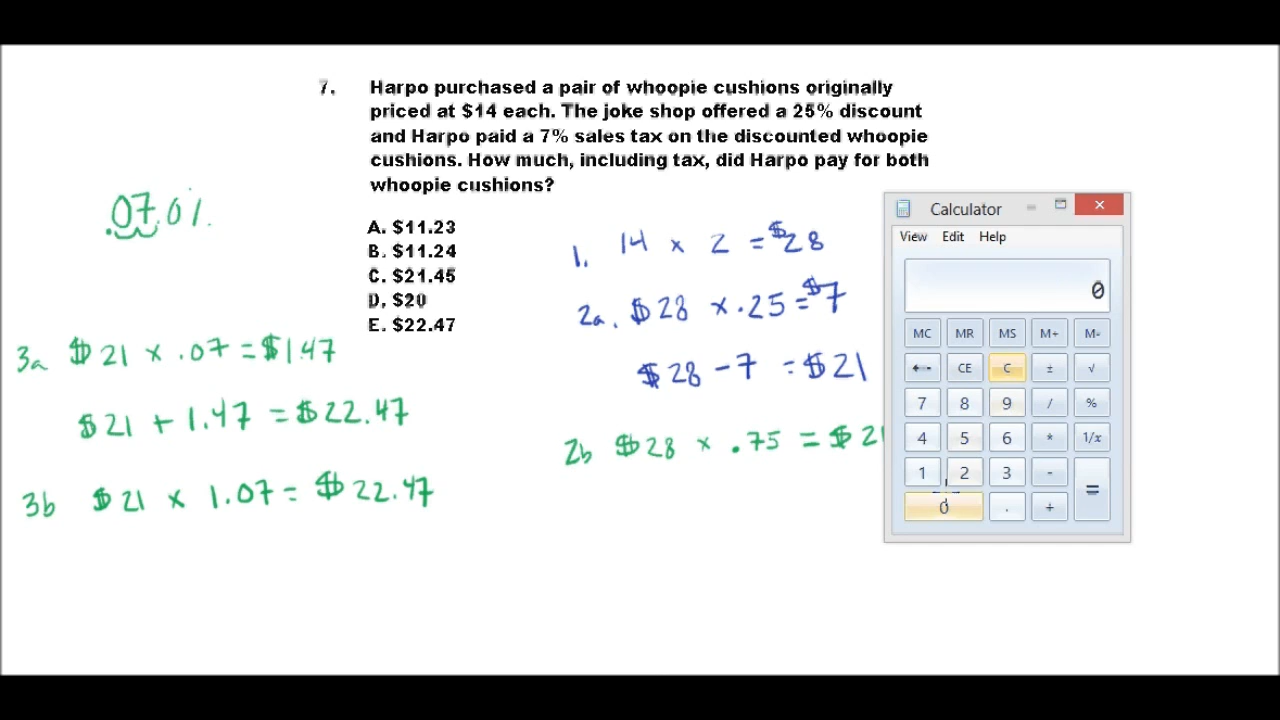 7. Harpo purchased a pair of whoopie cushions originally
priced at $14 each. The joke shop offered a 25% discount
and Harpo paid a 7% sales tax on the discounted whoopie
cushions. How much, including tax, did Harpo pay for both
whoopie cushions?
A. $11.23
B. $11.24
C. $21.45
D. $20
E. $22.47
.07.0%.
1. 14 x 2 = $28
2a. $28 x .25 = $7
$28 - 7 = $21
2b $28 x .75 = $21
3a $21 x .07 = $1.47
$21 + 1.47 = $22.47
3b $21 x 1.07 = $22.47
Calculator
View Edit Help
0
MC MR MS M+ M-
← CE C ± √
7 8 9 / %
4 5 6 * 1/x
1 2 3 - =
0 . +